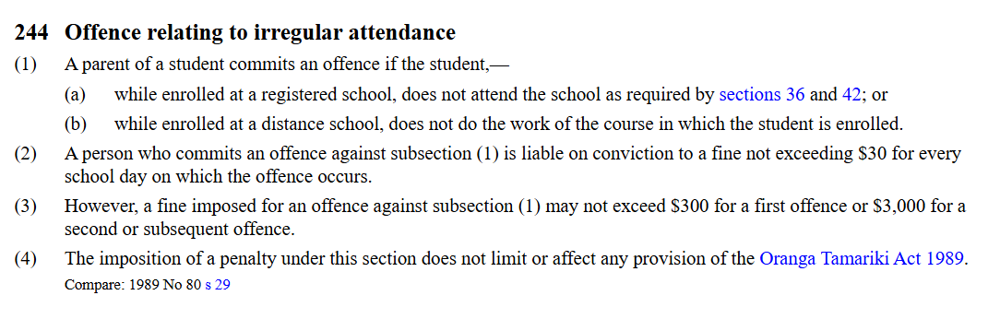 244 Offence relating to irregular attendance
(1) A parent of a student commits an offence if the student,—
(a) while enrolled at a registered school, does not attend the school as required by sections 36 and 42; or
(b) while enrolled at a distance school, does not do the work of the course in which the student is enrolled.
(2) A person who commits an offence against subsection (1) is liable on conviction to a fine not exceeding $30 for every
school day on which the offence occurs.
(3) However, a fine imposed for an offence against subsection (1) may not exceed $300 for a first offence or $3,000 for a
second or subsequent offence.
(4) The imposition of a penalty under this section does not limit or affect any provision of the Oranga Tamariki Act 1989.
Compare: 1989 No 80 s 29